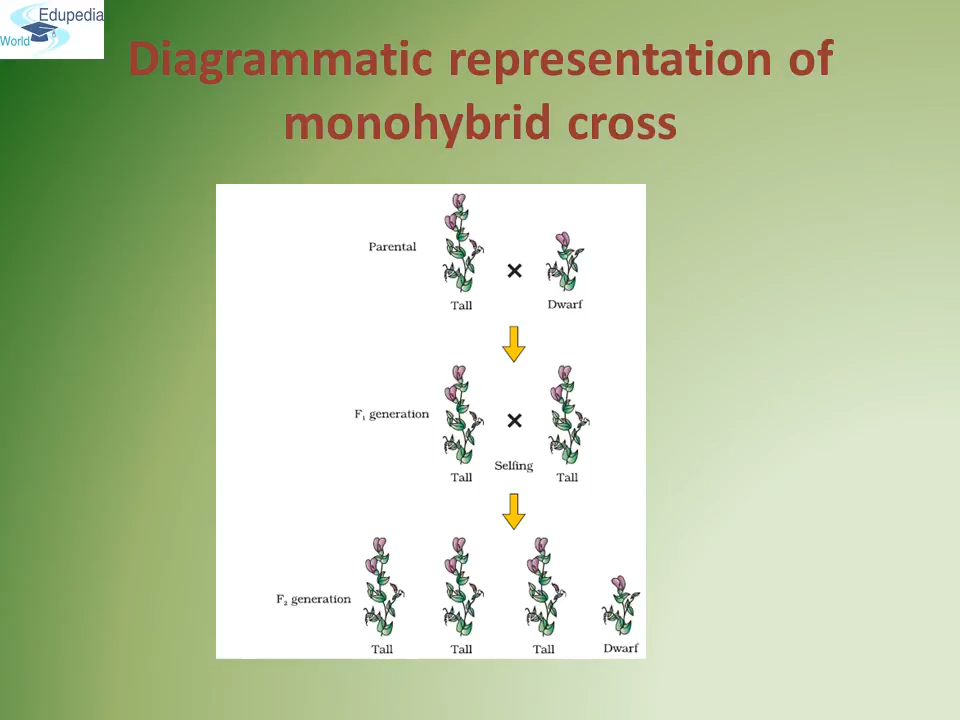 Edupedia
World
Diagrammatic representation of
monohybrid cross
Parental
×
Tall
Dwarf
F₁ generation
×
Selfing
Tall
Tall
F₂ generation
Tall
Tall
Tall
Dwarf